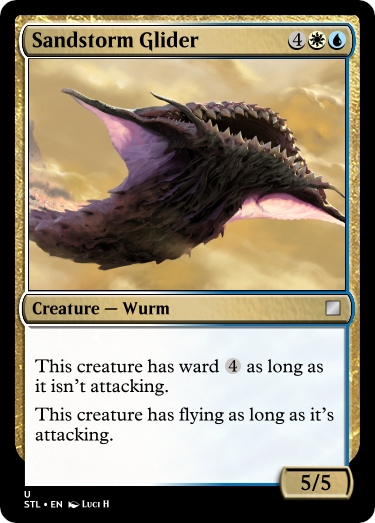 Sandstorm Glider 4
Creature — Wurm
This creature has ward 4 as long as
it isn't attacking.
This creature has flying as long as it's
attacking.
5/5
U
STL • EN Luci H